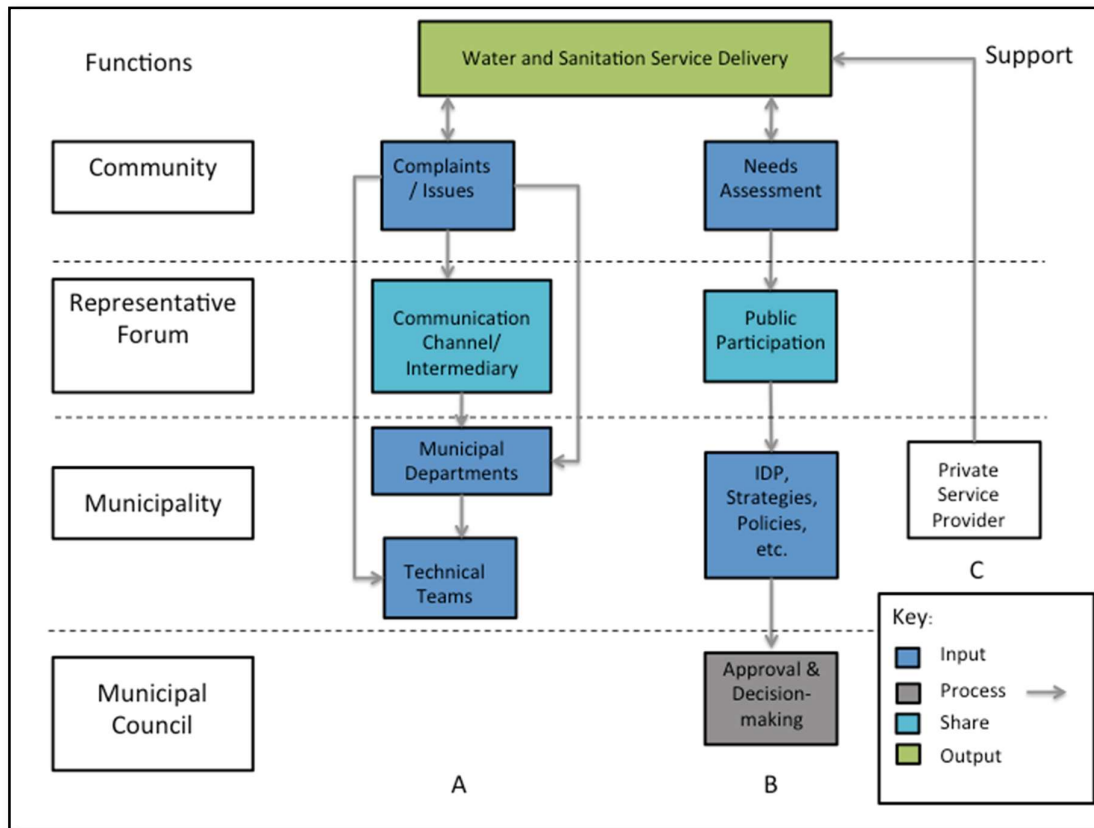 Functions
Water and Sanitation Service Delivery
Support
Community
Complaints
/ Issues
Needs
Assessment
Representative
Forum
Communication
Channel/
Intermediary
Public
Participation
Municipality
Municipal
Departments
Technical
Teams
IDP,
Strategies,
Policies,
etc.
Private
Service
Provider
C
Municipal
Council
Approval &
Decision-
making
A
B
Key:
Input
Process
Share
Output